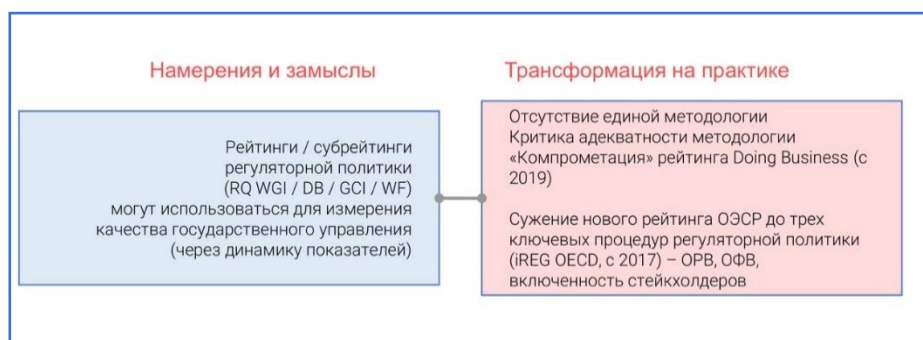 Намерения и замыслы
Рейтинги / субрейтинги
регуляторной политики
(RQ WGI / DB / GCI / WF)
могут использоваться для измерения
качества государственного управления
(через динамику показателей)
Трансформация на практике
Отсутствие единой методологии
Критика адекватности методологии
«Компрометация» рейтинга Doing Business (с
2019)
Сужение нового рейтинга ОЭСР до трех
ключевых процедур регуляторной политики
(iREG OECD, с 2017) – ОРВ, ОФВ,
включенность стейкхолдеров